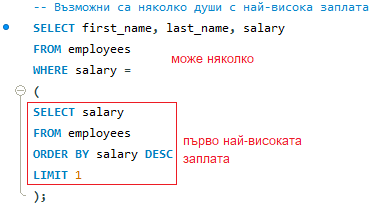 -- Възможни са няколко души с най-висока заплата
SELECT first_name, last_name, salary
FROM employees
WHERE salary =
може няколко
(
SELECT salary
FROM employees
ORDER BY salary DESC
LIMIT 1
първо най-високата
заплата
);